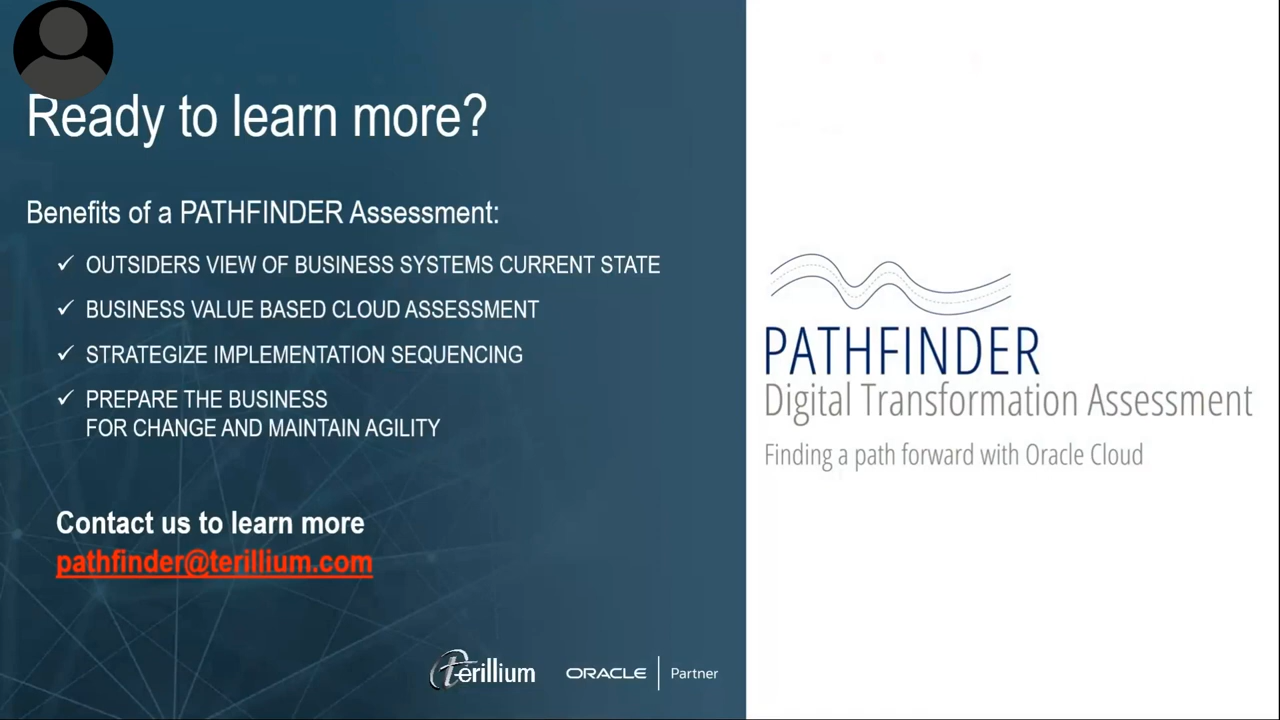 Ready to learn more?
Benefits of a PATHFINDER Assessment:
✓ OUTSIDERS VIEW OF BUSINESS SYSTEMS CURRENT STATE
✓ BUSINESS VALUE BASED CLOUD ASSESSMENT
✓ STRATEGIZE IMPLEMENTATION SEQUENCING
✓ PREPARE THE BUSINESS
FOR CHANGE AND MAINTAIN AGILITY
Contact us to learn more
pathfinder@terillium.com
Terillium
ORACLE | Partner
PATHFINDER
Digital Transformation Assessment
Finding a path forward with Oracle Cloud